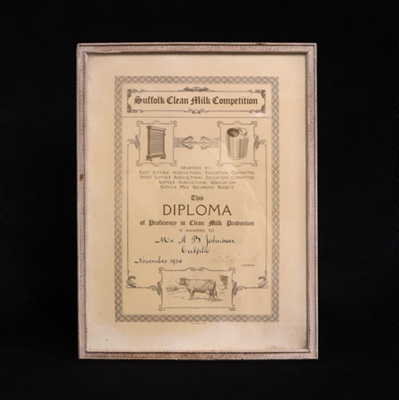 Suffolk Clean Milk Competition
ORGANISED BY
EAST SUFFOLK AGRICULTURAL EDUCATION COMMITTEE
WEST SUFFOLK AGRICULTURAL EDUCATION COMMITTEE
SUFFOLK AGRICULTURAL ASSOCIATION
SUFFOLK MILK RECORDING SOCIETY
This
DIPLOMA
of Proficiency in Clean Milk Production
IS AWARDED TO
Mr A B Johnson
Culpho
November 1934